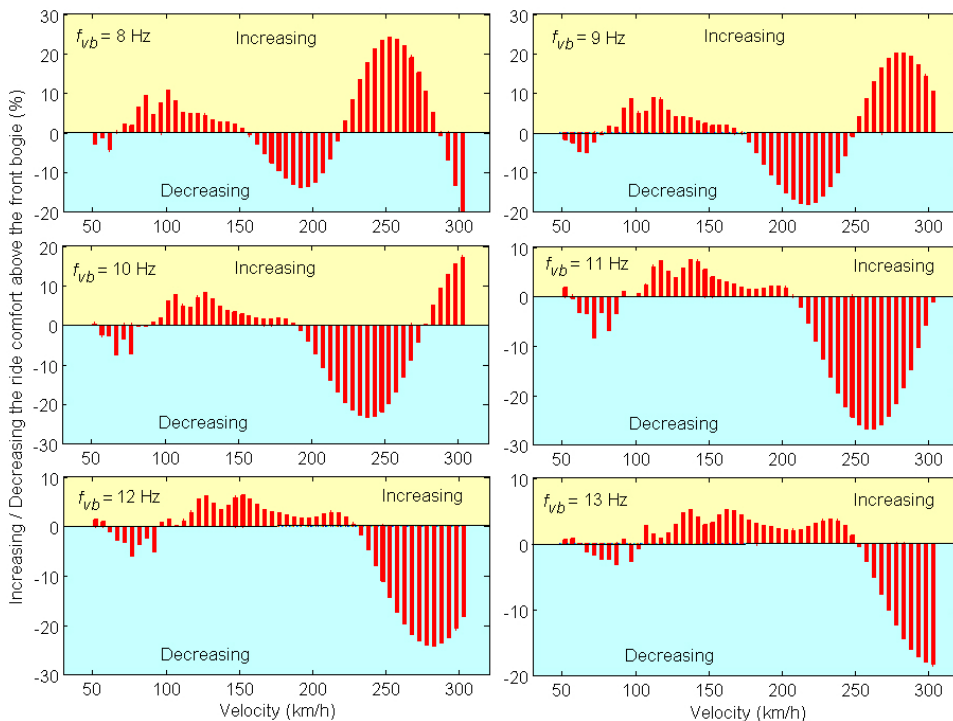 Increasing / Decreasing the ride comfort above the front bogie (%)
f_vb = 8 Hz
Increasing
Decreasing
30
20
10
0
-10
-20
50 100 150 200 250 300
f_vb = 9 Hz
Increasing
Decreasing
30
20
10
0
-10
-20
50 100 150 200 250 300
f_vb = 10 Hz
Increasing
Decreasing
20
10
0
-10
-20
-30
50 100 150 200 250 300
f_vb = 11 Hz
Increasing
Decreasing
10
0
-10
-20
-30
50 100 150 200 250 300
f_vb = 12 Hz
Increasing
Decreasing
10
0
-10
-20
-30
50 100 150 200 250 300
Velocity (km/h)
f_vb = 13 Hz
Increasing
Decreasing
10
0
-10
-20
50 100 150 200 250 300
Velocity (km/h)